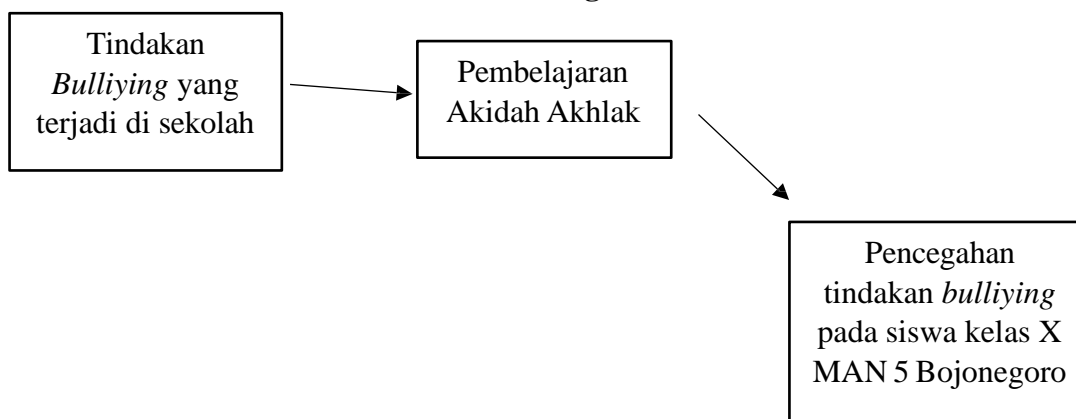 Tindakan
Bulliying yang
terjadi di sekolah
Pembelajaran
Akidah Akhlak
Pencegahan
tindakan bulliying
pada siswa kelas X
MAN 5 Bojonegoro